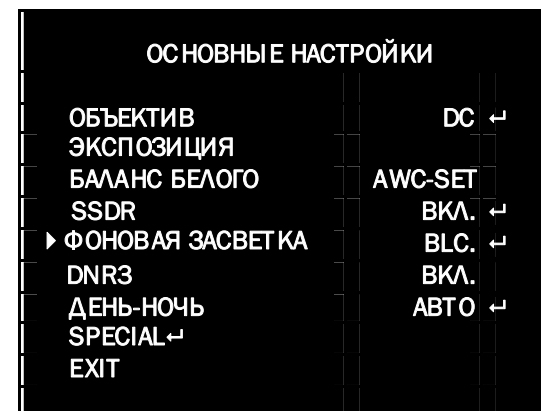 ОСНОВНЫЕ НАСТРОЙКИ
ОБЪЕКТИВ DC ↵
ЭКСПОЗИЦИЯ
БАЛАНС БЕЛОГО AWC-SET
SSDR ВКЛ. ↵
ФОНОВАЯ ЗАСВЕТКА BLC. ↵
DNR3 ВКЛ.
ДЕНЬ-НОЧЬ АВТО ↵
SPECIAL↵
EXIT